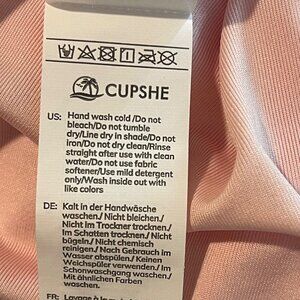 CUPSHE
US: Hand wash cold/Do not
bleach/Do not tumble
dry/Line dry in shade/Do not
iron/Do not dry clean/Rinse
straight after use with clean
water/Do not use fabric
softener/Use mild detergent
only/Wash inside out with
like colors
DE: Kalt in der Handwäsche
waschen./ Nicht bleichen./
Nicht im Trockner trocknen./
Im Schatten trocknen./ Nicht
bügeln./ Nicht chemisch
reinigen./ Nach Gebrauch im
Wasser abspülen./ Keinen
Weichspüler verwenden./ Im
Schonwaschgang waschen./
Mit ähnlichen Farben
waschen.
FR: Lavage à la